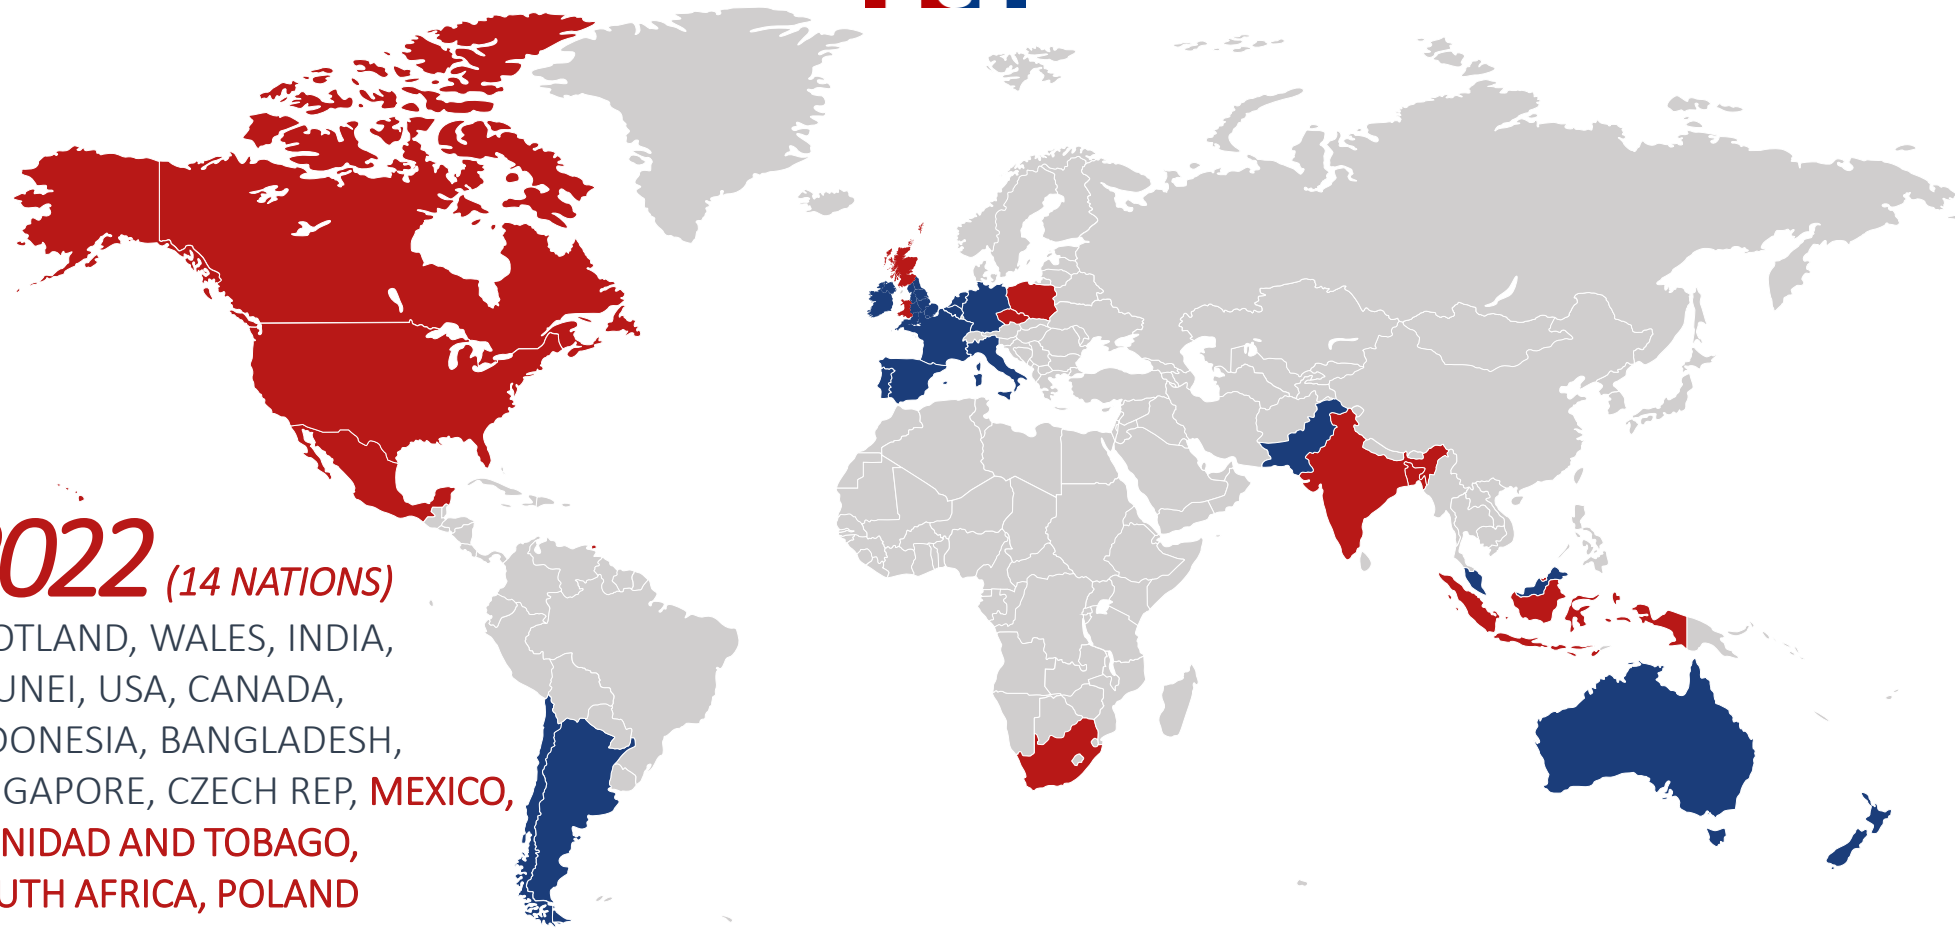 2022 (14 NATIONS)
OTLAND, WALES, INDIA,
UNEI, USA, CANADA,
DONESIA, BANGLADESH,
GAPORE, CZECH REP, MEXICO,
NIDAD AND TOBAGO,
UTH AFRICA, POLAND